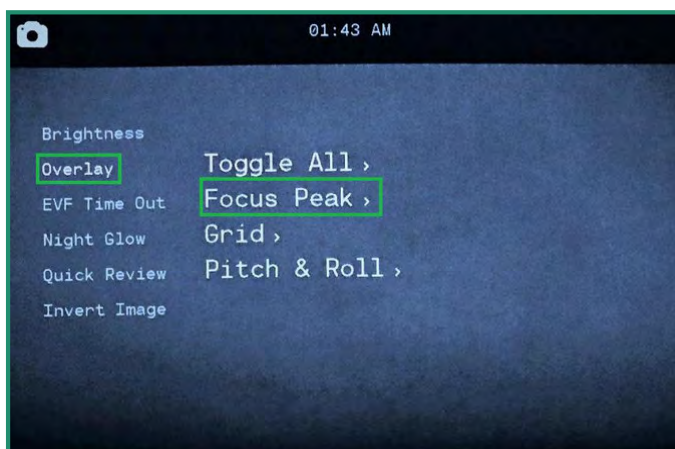 01:43 AM
Brightness
Overlay
EVF Time Out
Night Glow
Quick Review
Invert Image
Toggle All ›
Focus Peak ›
Grid ›
Pitch & Roll ›